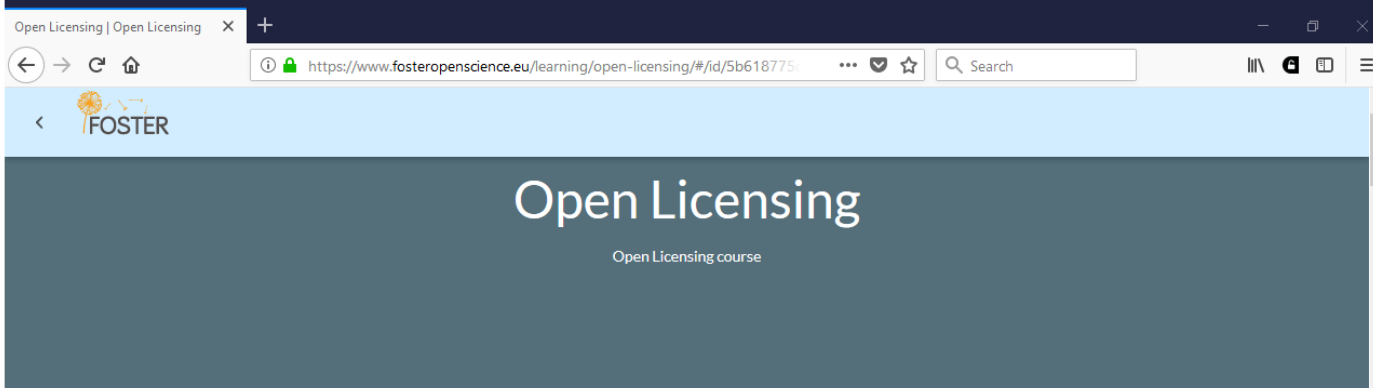 Open Licensing | Open Licensing
https://www.fosteropenscience.eu/learning/open-licensing/#/id/5b618775
Search
FOSTER
Open Licensing
Open Licensing course